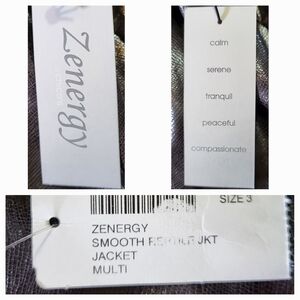 Zenergy
calm
serene
tranquil
peaceful
compassionate
SIZE 3
ZENERGY
SMOOTH JKT
JACKET
MULTI